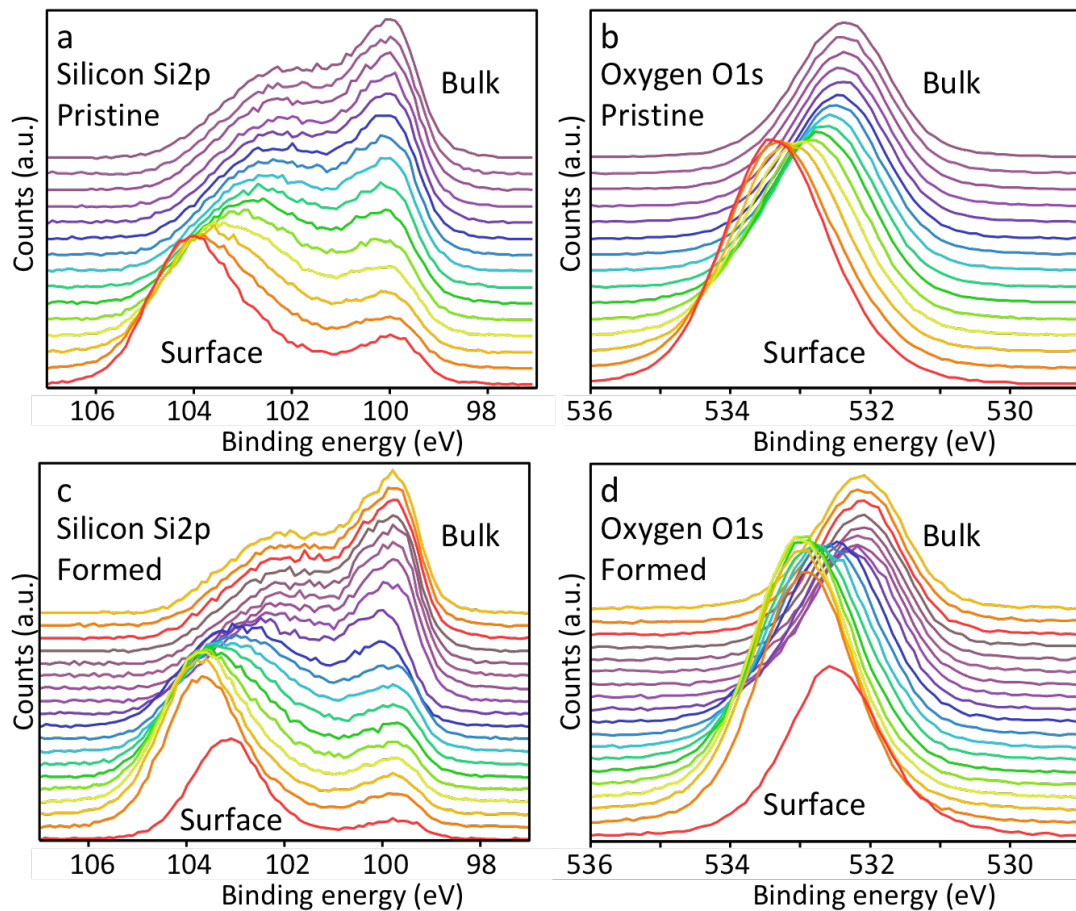 a
Silicon Si2p
Pristine
Bulk
Surface
Counts (a.u.)
106 104 102 100 98
Binding energy (eV)
b
Oxygen O1s
Pristine
Bulk
Surface
Counts (a.u.)
536 534 532 530
Binding energy (eV)
c
Silicon Si2p
Formed
Bulk
Surface
Counts (a.u.)
106 104 102 100 98
Binding energy (eV)
d
Oxygen O1s
Formed
Bulk
Surface
Counts (a.u.)
536 534 532 530
Binding energy (eV)